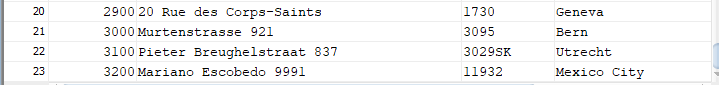 20 2900 20 Rue des Corps-Saints 1730 Geneva
21 3000 Murtenstrasse 921 3095 Bern
22 3100 Pieter Breughelstraat 837 3029SK Utrecht
23 3200 Mariano Escobedo 9991 11932 Mexico City